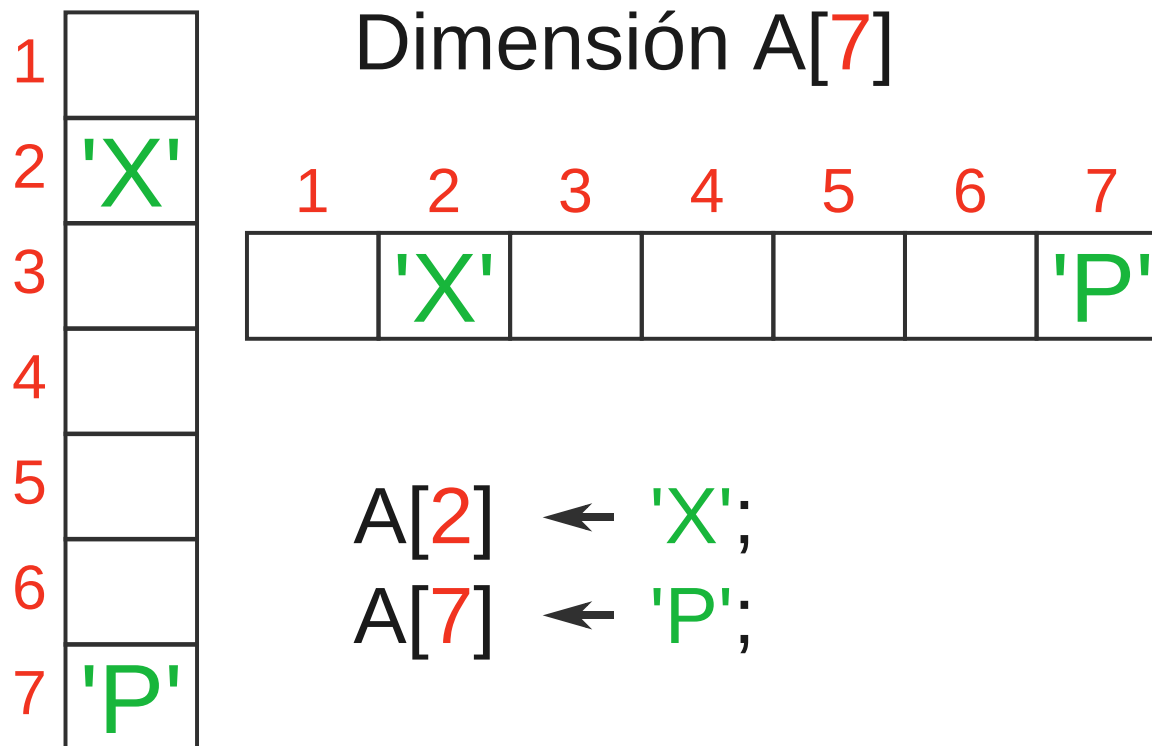 Dimensión A[7]
1
2 'X'
3
4
5
6
7 'P'
1 2 3 4 5 6 7
'X' 'P'
A[2] ← 'X';
A[7] ← 'P';